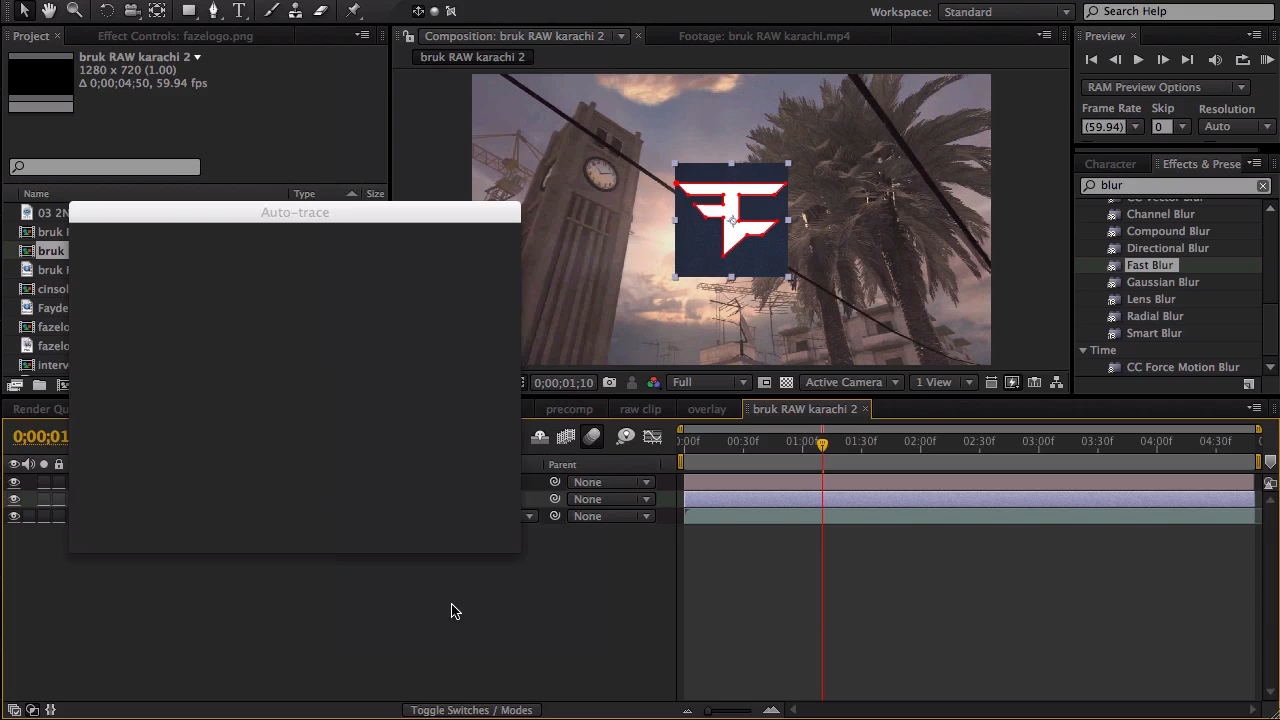 Workspace: Standard
Search Help
Project ×
Effect Controls: fazelogo.png
Composition: bruk RAW karachi 2
Footage: bruk RAW karachi.mp4
Preview ×
bruk RAW karachi 2
bruk RAW karachi 2
1280 x 720 (1.00)
Δ 0;00;04;50, 59.94 fps
RAM Preview Options
Frame Rate Skip Resolution
(59.94) 0 Auto
Character
Effects & Prese
blur
Name Type Size
CC Vector Blur
Channel Blur
Compound Blur
Directional Blur
Fast Blur
Gaussian Blur
Lens Blur
Radial Blur
Smart Blur
Time
CC Force Motion Blur
03 2N
bruk
bruk
bruk
cinsol
Fayde
fazelo
fazelo
interv
Auto-trace
0;00;01;10
Full
Active Camera
1 View
Render Qu
precomp
raw clip
overlay
bruk RAW karachi 2 ×
0;00;01
:00f 00:30f 01:00f 01:30f 02:00f 02:30f 03:00f 03:30f 04:00f 04:30f
Parent
None
None
None
Toggle Switches / Modes